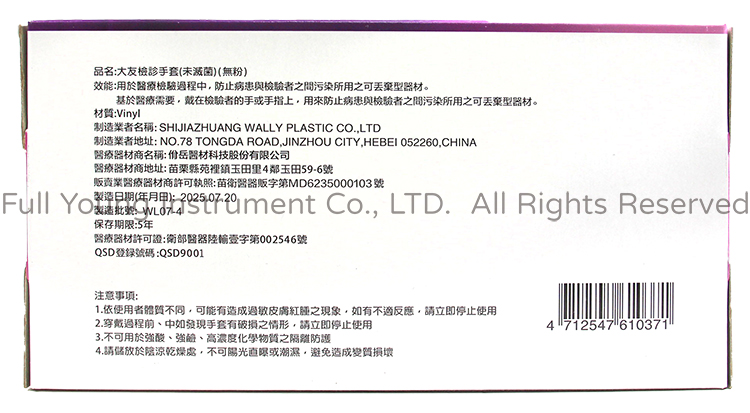 品名:大友檢診手套(未滅菌)(無粉)
效能:用於醫療檢驗過程中，防止病患與檢驗者之間污染所用之可丟棄型器材。
基於醫療需要，戴在檢驗者的手或手指上，用來防止病患與檢驗者之間污染所用之可丟棄型器材。
材質:Vinyl
制造業者名稱: SHIJIAZHUANG WALLY PLASTIC CO.,LTD
制造業者地址: NO.78 TONGDA ROAD,JINZHOU CITY,HEBEI 052260,CHINA
醫療器材商名稱:佾岳醫材科技股份有限公司
醫療器材商地址: 苗栗縣苑裡鎮玉田里4鄰玉田59-6號
販賣業醫療器材商許可執照: 苗衛醫器販字第MD6235000103號
製造日期(年月日): 2025.07.20
Full Young Instrument Co., LTD. All Rights Reserved
製造批號: WL07-4
保存期限:5年
醫療器材許可證:衛部醫器陸輸壹字第002546號
QSD登錄號碼:QSD9001
注意事項:
1.依使用者體質不同，可能有造成過敏皮膚紅腫之現象，如有不適反應，請立即停止使用
2.穿戴過程前、中如發現手套有破損之情形，請立即停止使用
3.不可用於強酸、強鹼、高濃度化學物質之隔離防護
4.請儲放於陰涼乾燥處，不可陽光直曝或潮濕，避免造成變質損壞
4 712547 610371